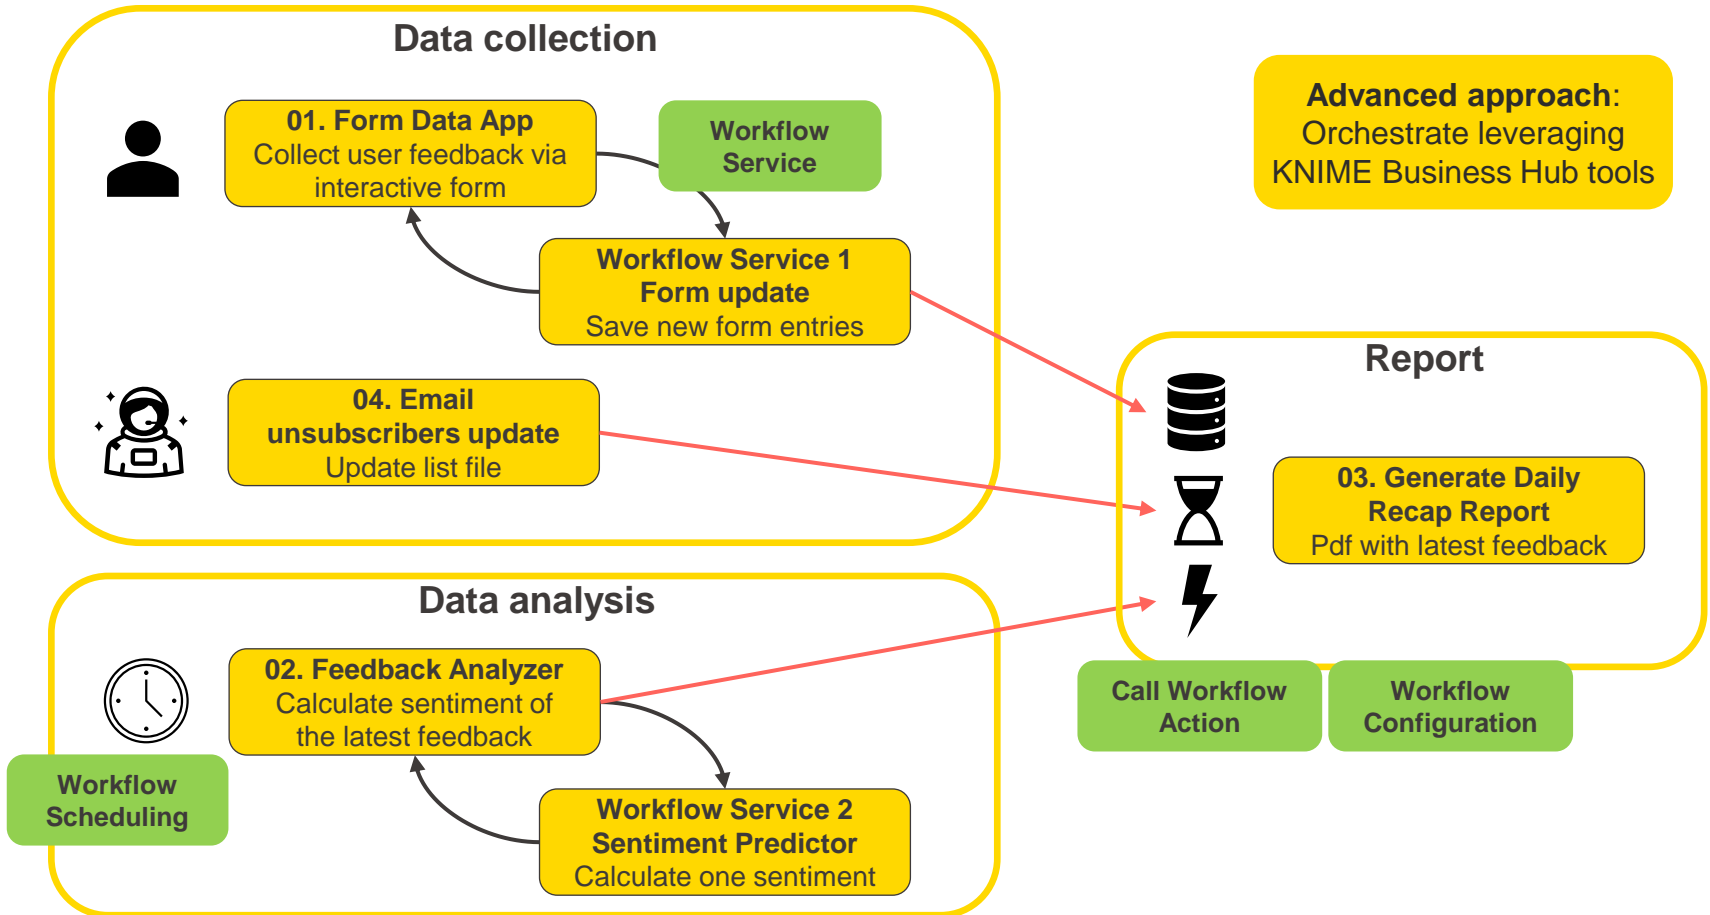 Data collection
01. Form Data App
Collect user feedback via
interactive form
Workflow
Service
Workflow Service 1
Form update
Save new form entries
04. Email
unsubscribers update
Update list file
Advanced approach:
Orchestrate leveraging
KNIME Business Hub tools
Report
03. Generate Daily
Recap Report
Pdf with latest feedback
Call Workflow
Action
Workflow
Configuration
Data analysis
02. Feedback Analyzer
Calculate sentiment of
the latest feedback
Workflow
Scheduling
Workflow Service 2
Sentiment Predictor
Calculate one sentiment